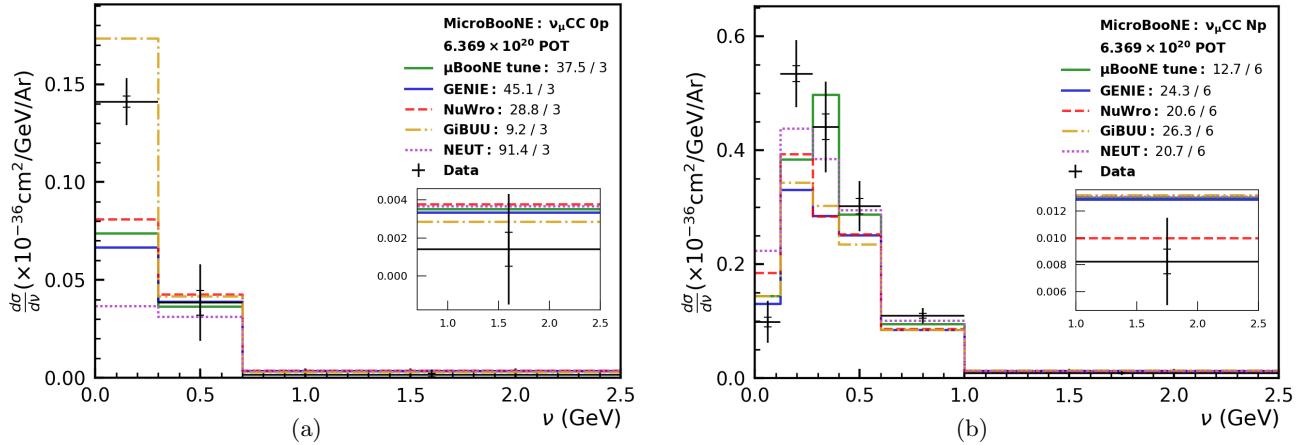 MicroBooNE: νμCC 0p
6.369 × 10^20 POT
μBooNE tune: 37.5 / 3
GENIE: 45.1 / 3
NuWro: 28.8 / 3
GiBUU: 9.2 / 3
NEUT: 91.4 / 3
Data
dσ/dν (×10^−36 cm^2/GeV/Ar)
0.15
0.10
0.05
0.00
0.004
0.002
0.000
1.0 1.5 2.0 2.5
0.0 0.5 1.0 1.5 2.0 2.5
ν (GeV)
(a)
MicroBooNE: νμCC Np
6.369 × 10^20 POT
μBooNE tune: 12.7 / 6
GENIE: 24.3 / 6
NuWro: 20.6 / 6
GiBUU: 26.3 / 6
NEUT: 20.7 / 6
Data
dσ/dν (×10^−36 cm^2/GeV/Ar)
0.6
0.4
0.2
0.0
0.012
0.010
0.008
0.006
1.0 1.5 2.0 2.5
0.0 0.5 1.0 1.5 2.0 2.5
ν (GeV)
(b)